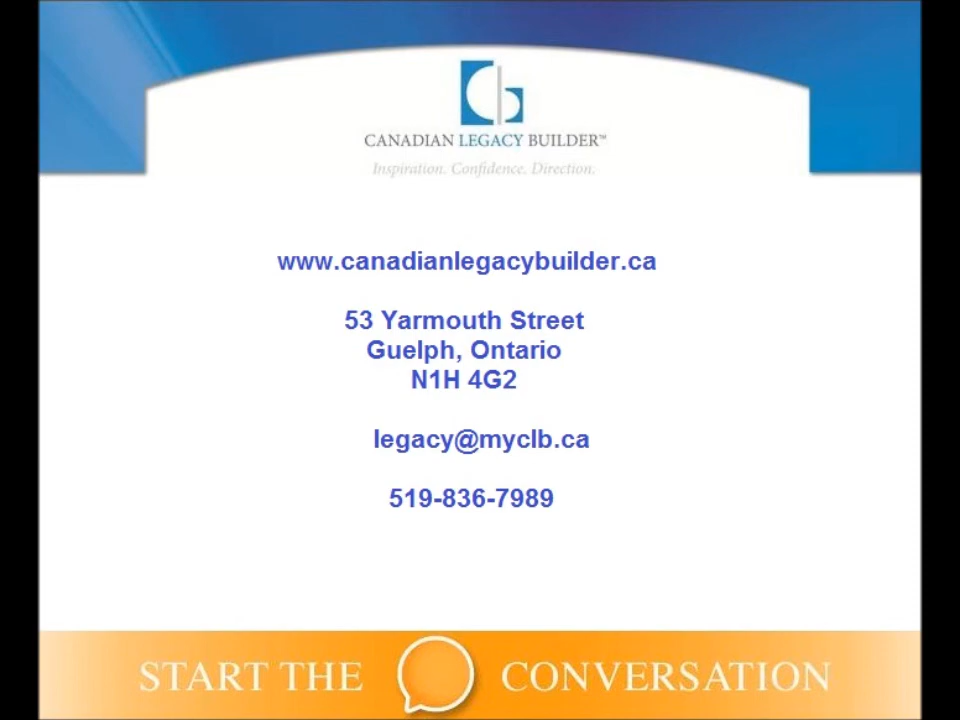 CANADIAN LEGACY BUILDER™
Inspiration. Confidence. Direction.
www.canadianlegacybuilder.ca
53 Yarmouth Street
Guelph, Ontario
N1H 4G2
legacy@myclb.ca
519-836-7989
START THE CONVERSATION